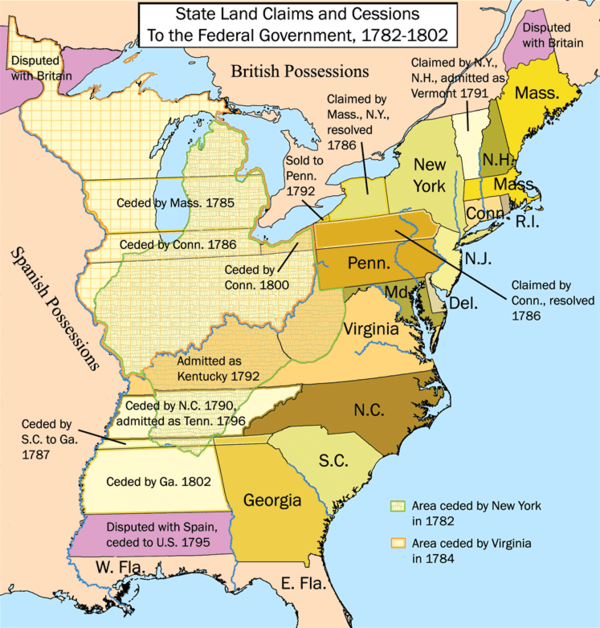 State Land Claims and Cessions
To the Federal Government, 1782-1802
Disputed
with Britain
British Possessions
Claimed by N.Y.,
N.H., admitted as
Vermont 1791
Disputed
with Britain
Claimed by
Mass., N.Y.,
resolved
1786
Mass.
Sold to
Penn.
1792
New
York
N.H.
Mass.
Conn.
R.I.
Ceded by Mass. 1785
Ceded by Conn. 1786
Ceded by
Conn. 1800
Penn.
N.J.
Claimed by
Conn., resolved
1786
Md.
Del.
Spanish Possessions
Virginia
Admitted as
Kentucky 1792
Ceded by N.C. 1790,
admitted as Tenn. 1796
N.C.
Ceded by
S.C. to Ga.
1787
S.C.
Ceded by Ga. 1802
Georgia
Disputed with Spain,
ceded to U.S. 1795
W. Fla.
E. Fla.
Area ceded by New York
in 1782
Area ceded by Virginia
in 1784